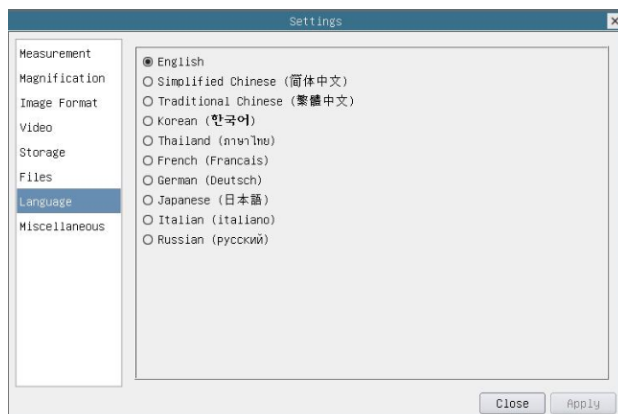 Settings
Measurement
Magnification
Image Format
Video
Storage
Files
Language
Miscellaneous
English
Simplified Chinese (简体中文)
Traditional Chinese (繁體中文)
Korean (한국어)
Thailand (ภาษาไทย)
French (Francais)
German (Deutsch)
Japanese (日本語)
Italian (italiano)
Russian (русский)
Close
Apply